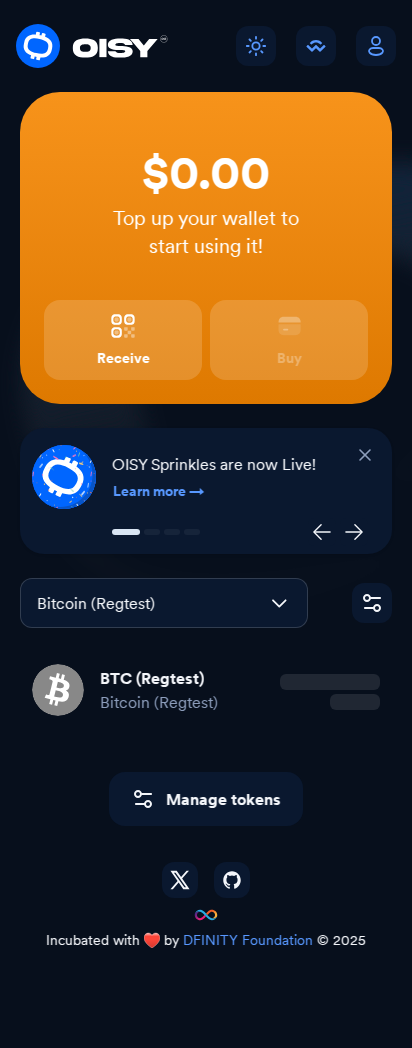 OISY
$0.00
Top up your wallet to
start using it!
Receive
Buy
OISY Sprinkles are now Live!
Learn more →
Bitcoin (Regtest)
BTC (Regtest)
Bitcoin (Regtest)
Manage tokens
Incubated with ❤️ by DFINITY Foundation © 2025